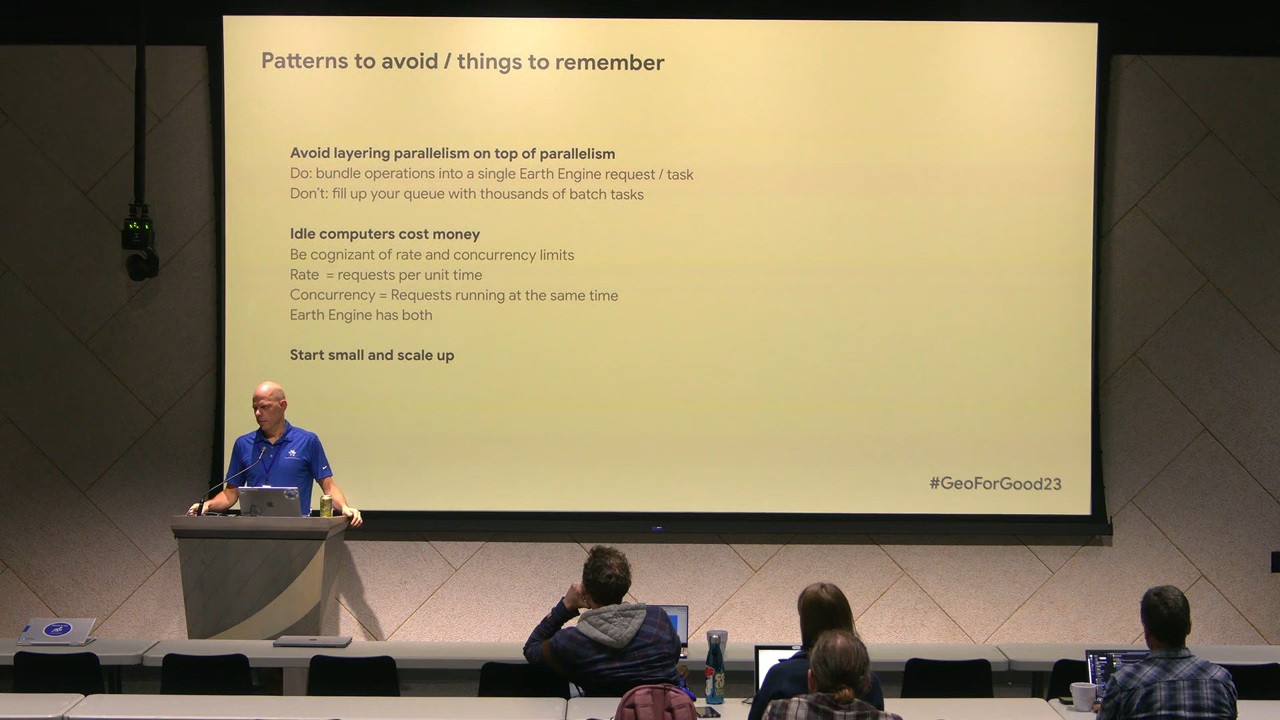 Patterns to avoid / things to remember
Avoid layering parallelism on top of parallelism
Do: bundle operations into a single Earth Engine request / task
Don't: fill up your queue with thousands of batch tasks
Idle computers cost money
Be cognizant of rate and concurrency limits
Rate = requests per unit time
Concurrency = Requests running at the same time
Earth Engine has both
Start small and scale up
#GeoForGood23